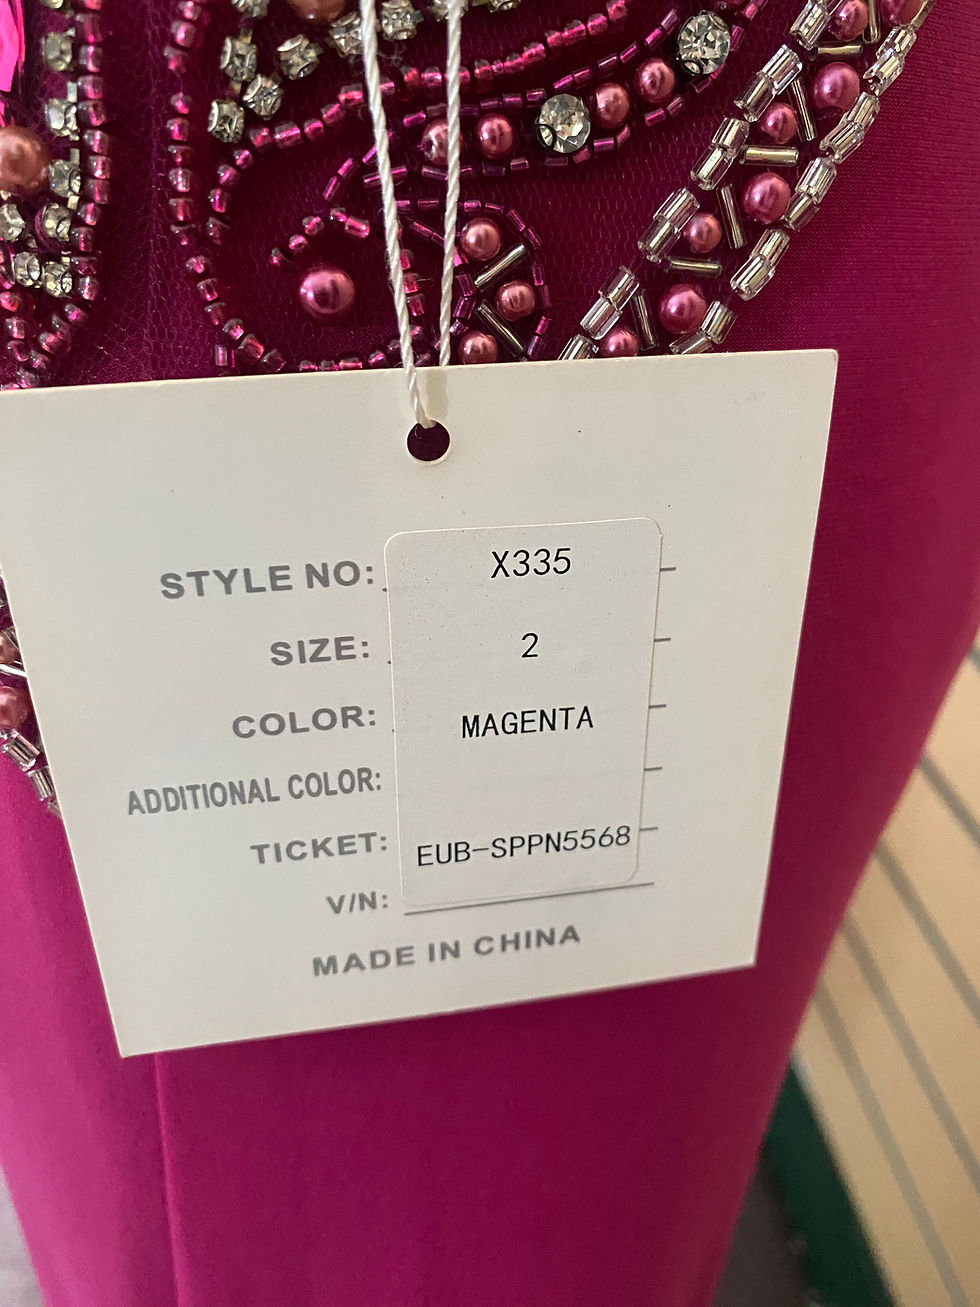 STYLE NO: X335
SIZE: 2
COLOR: MAGENTA
ADDITIONAL COLOR:
TICKET: EUB-SPPN5568
V/N:
MADE IN CHINA